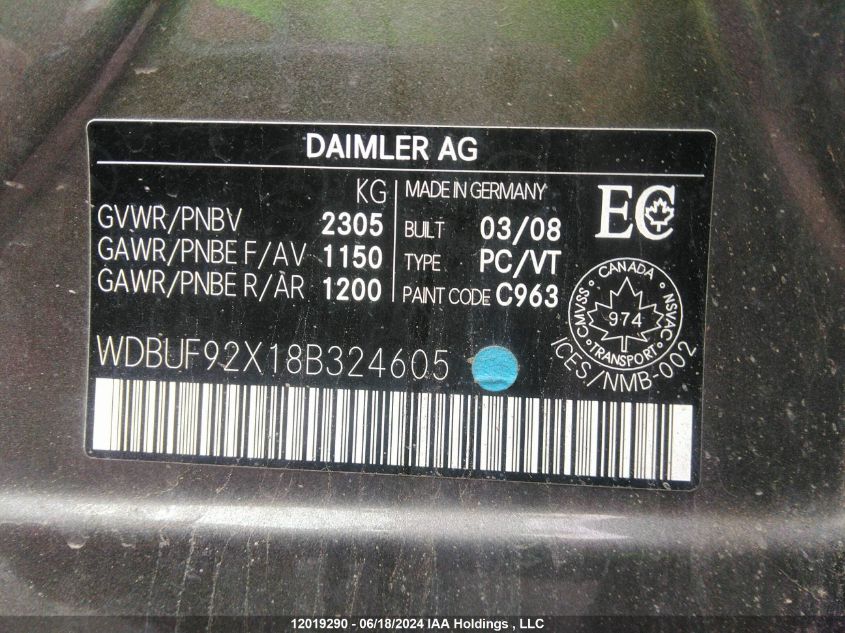 DAIMLER AG
KG
GVWR/PNBV 2305
GAWR/PNBE F/AV 1150
GAWR/PNBE R/ÀR 1200
MADE IN GERMANY
BUILT 03/08
TYPE PC/VT
PAINT CODE C963
EC
CANADA
CMVSS
NSVAC
974
TRANSPORT
ICES/NMB-002
WDBUF92X18B324605
12019290 - 06/18/2024 IAA Holdings , LLC